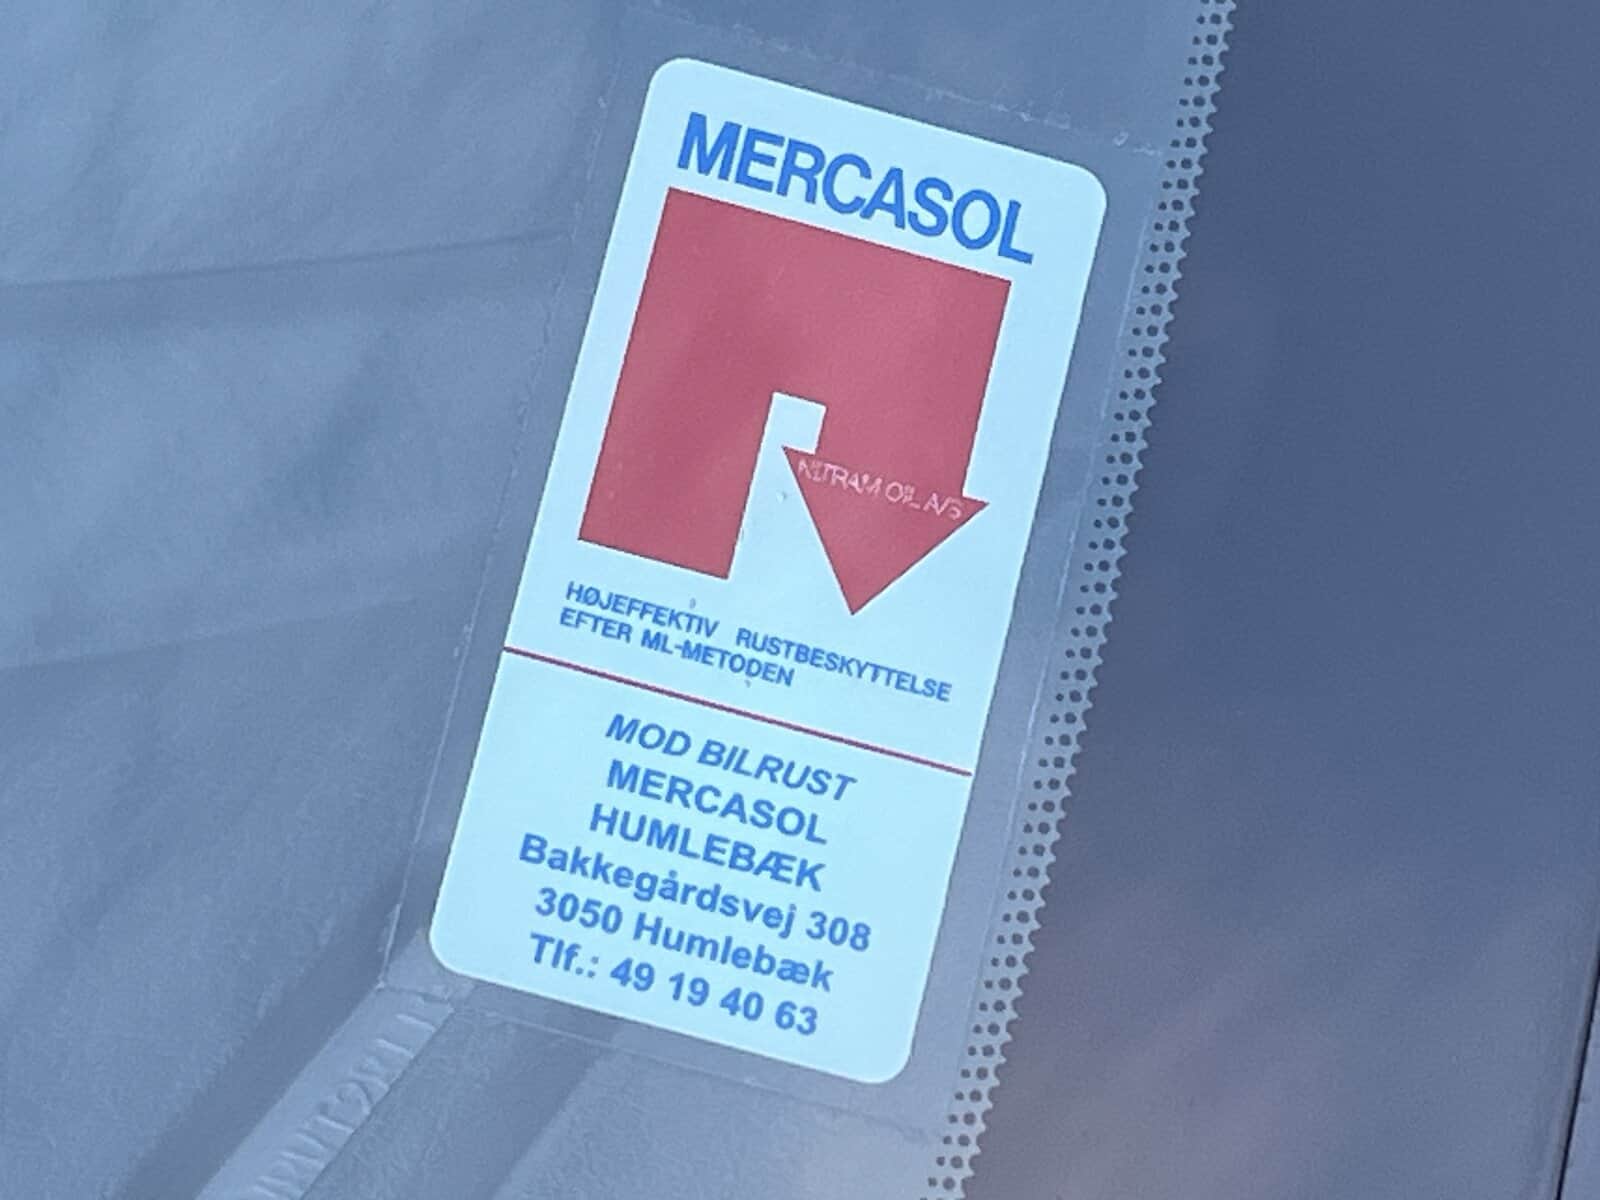 MERCASOL
NITRAM OIL A/S
HØJEFFEKTIV RUSTBESKYTTELSE
EFTER ML-METODEN
MOD BILRUST
MERCASOL
HUMLEBÆK
Bakkegårdsvej 308
3050 Humlebæk
Tlf.: 49 19 40 63